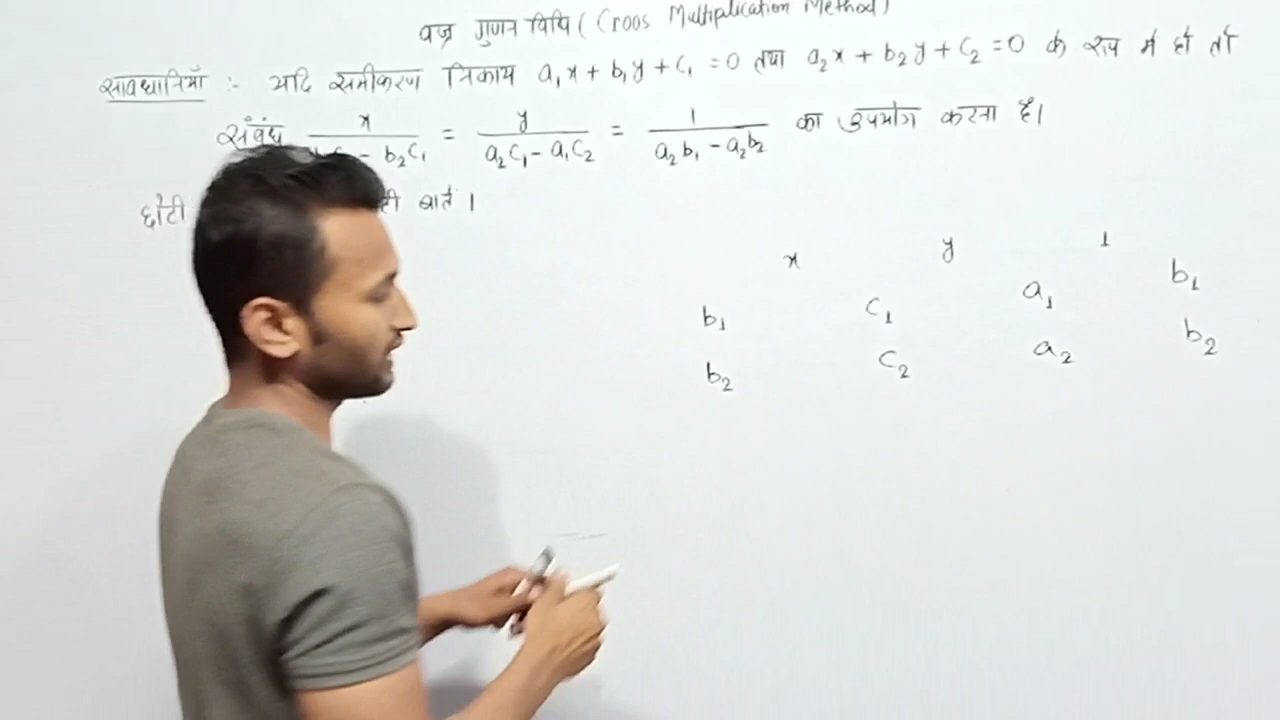 वज्र गुणन विधि ( Croos Multiplication Method )
सावधानियाँ :- यदि समीकरण निकाय a₁x + b₁y + c₁ = 0 तथा a₂x + b₂y + c₂ = 0 के रूप में हो तो
संबंध x / - b₂c₁ = y / a₂c₁ - a₁c₂ = 1 / a₂b₁ - a₂b₂ का उपयोग करना है।
छोटी बातें ।
x y 1
b₁ c₁ a₁ b₁
b₂ c₂ a₂ b₂